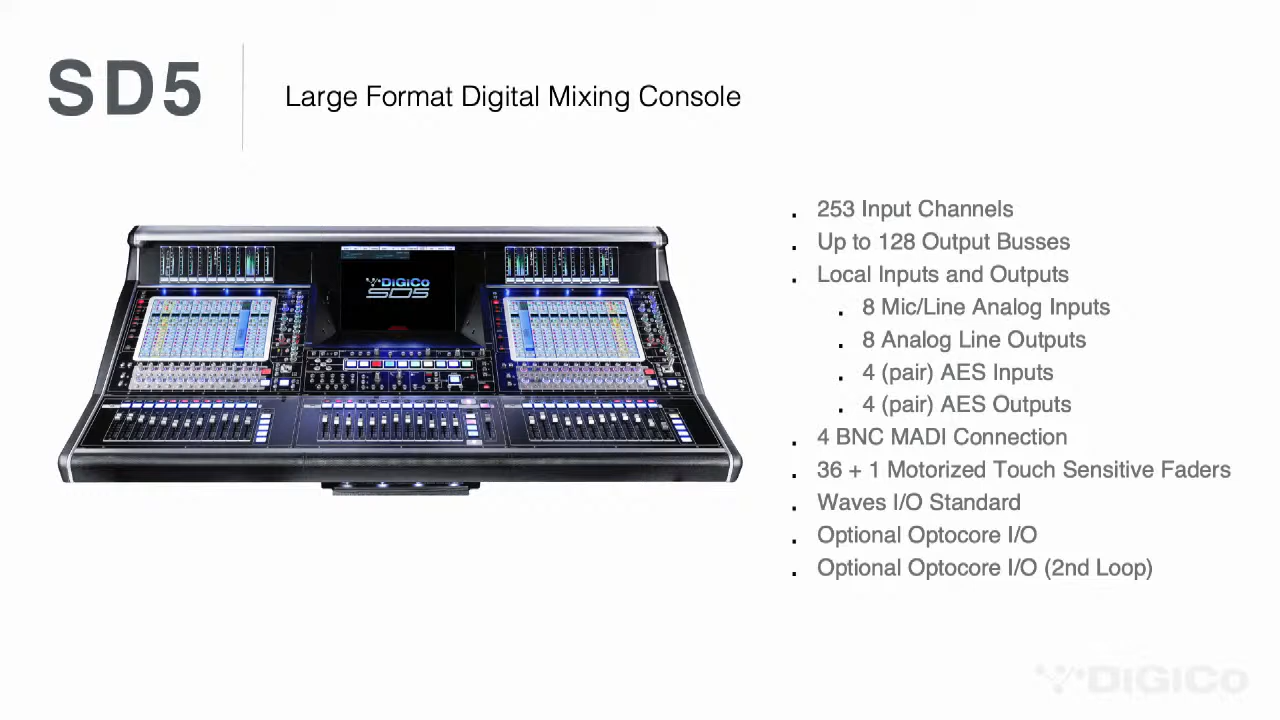 SD5
Large Format Digital Mixing Console
DiGiCo
SD5
. 253 Input Channels
. Up to 128 Output Busses
. Local Inputs and Outputs
. 8 Mic/Line Analog Inputs
. 8 Analog Line Outputs
. 4 (pair) AES Inputs
. 4 (pair) AES Outputs
. 4 BNC MADI Connection
. 36 + 1 Motorized Touch Sensitive Faders
. Waves I/O Standard
. Optional Optocore I/O
. Optional Optocore I/O (2nd Loop)
DiGiCo